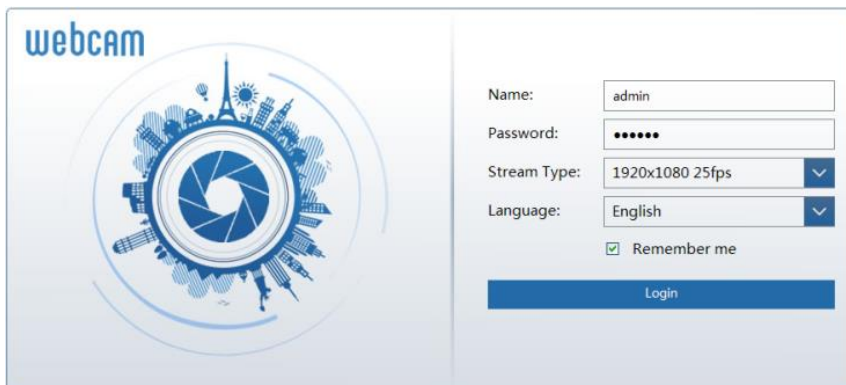 webcam
Name: admin
Password: ••••••
Stream Type: 1920x1080 25fps
Language: English
Remember me
Login